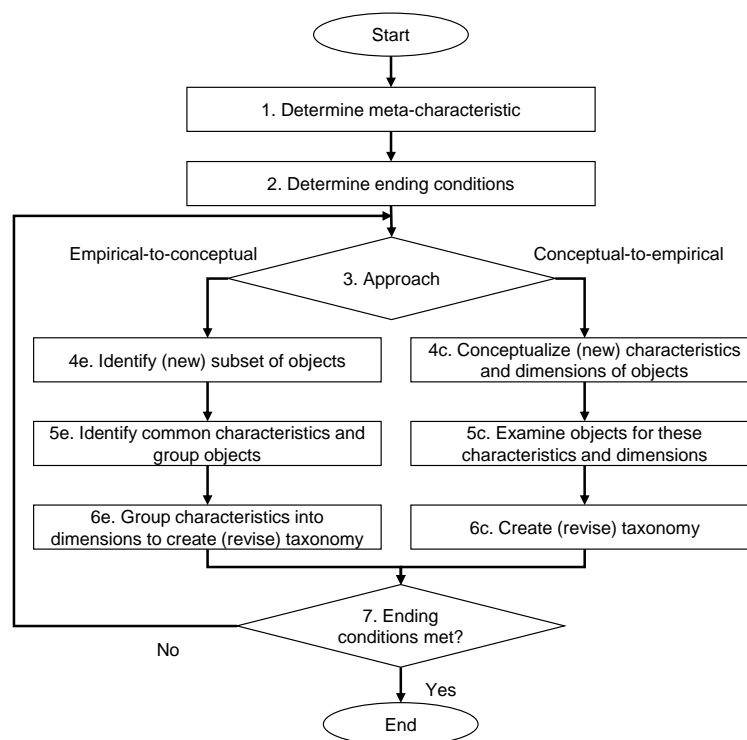 Start
1. Determine meta-characteristic
2. Determine ending conditions
Empirical-to-conceptual
Conceptual-to-empirical
3. Approach
4e. Identify (new) subset of objects
4c. Conceptualize (new) characteristics
and dimensions of objects
5e. Identify common characteristics and
group objects
5c. Examine objects for these
characteristics and dimensions
6e. Group characteristics into
dimensions to create (revise) taxonomy
6c. Create (revise) taxonomy
7. Ending
conditions met?
No
Yes
End